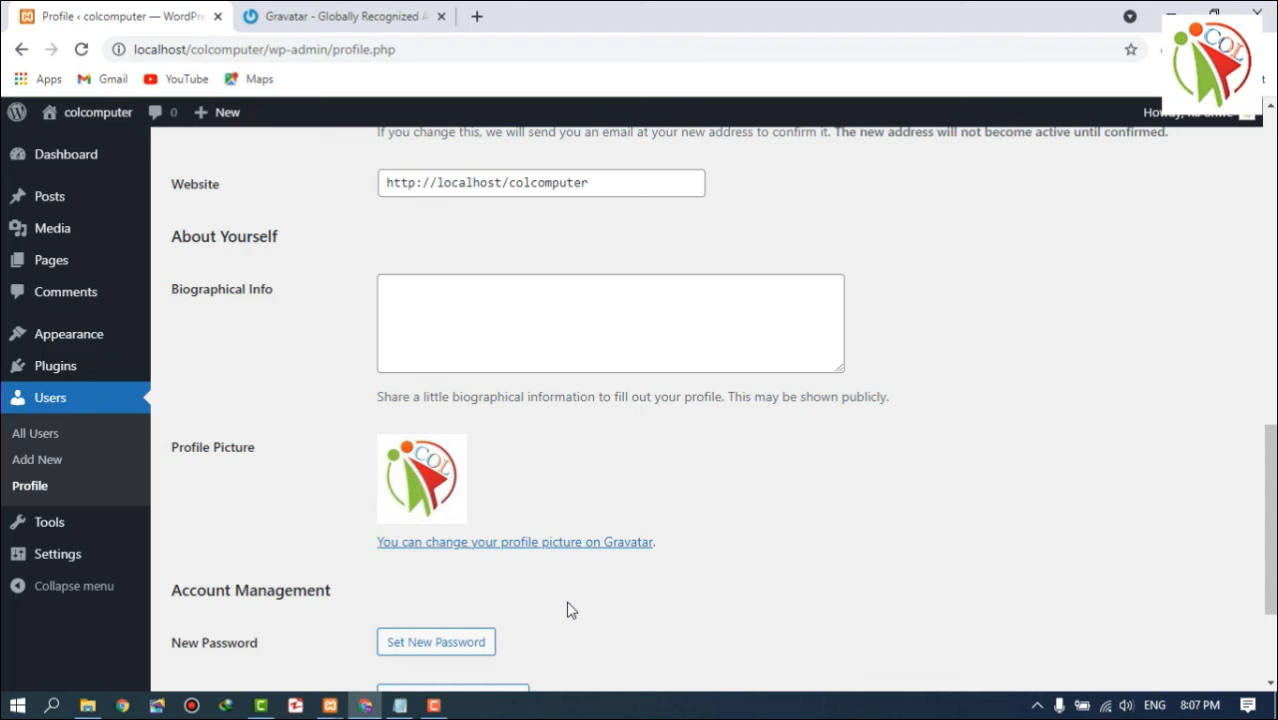 Profile ‹ colcomputer — WordPr
Gravatar - Globally Recognized A
localhost/colcomputer/wp-admin/profile.php
Apps
Gmail
YouTube
Maps
COL
colcomputer
0
New
If you change this, we will send you an email at your new address to confirm it. The new address will not become active until confirmed.
Dashboard
Posts
Media
Pages
Comments
Appearance
Plugins
Users
All Users
Add New
Profile
Tools
Settings
Collapse menu
Website
http://localhost/colcomputer
About Yourself
Biographical Info
Share a little biographical information to fill out your profile. This may be shown publicly.
Profile Picture
COL
You can change your profile picture on Gravatar.
Account Management
New Password
Set New Password
ENG
8:07 PM